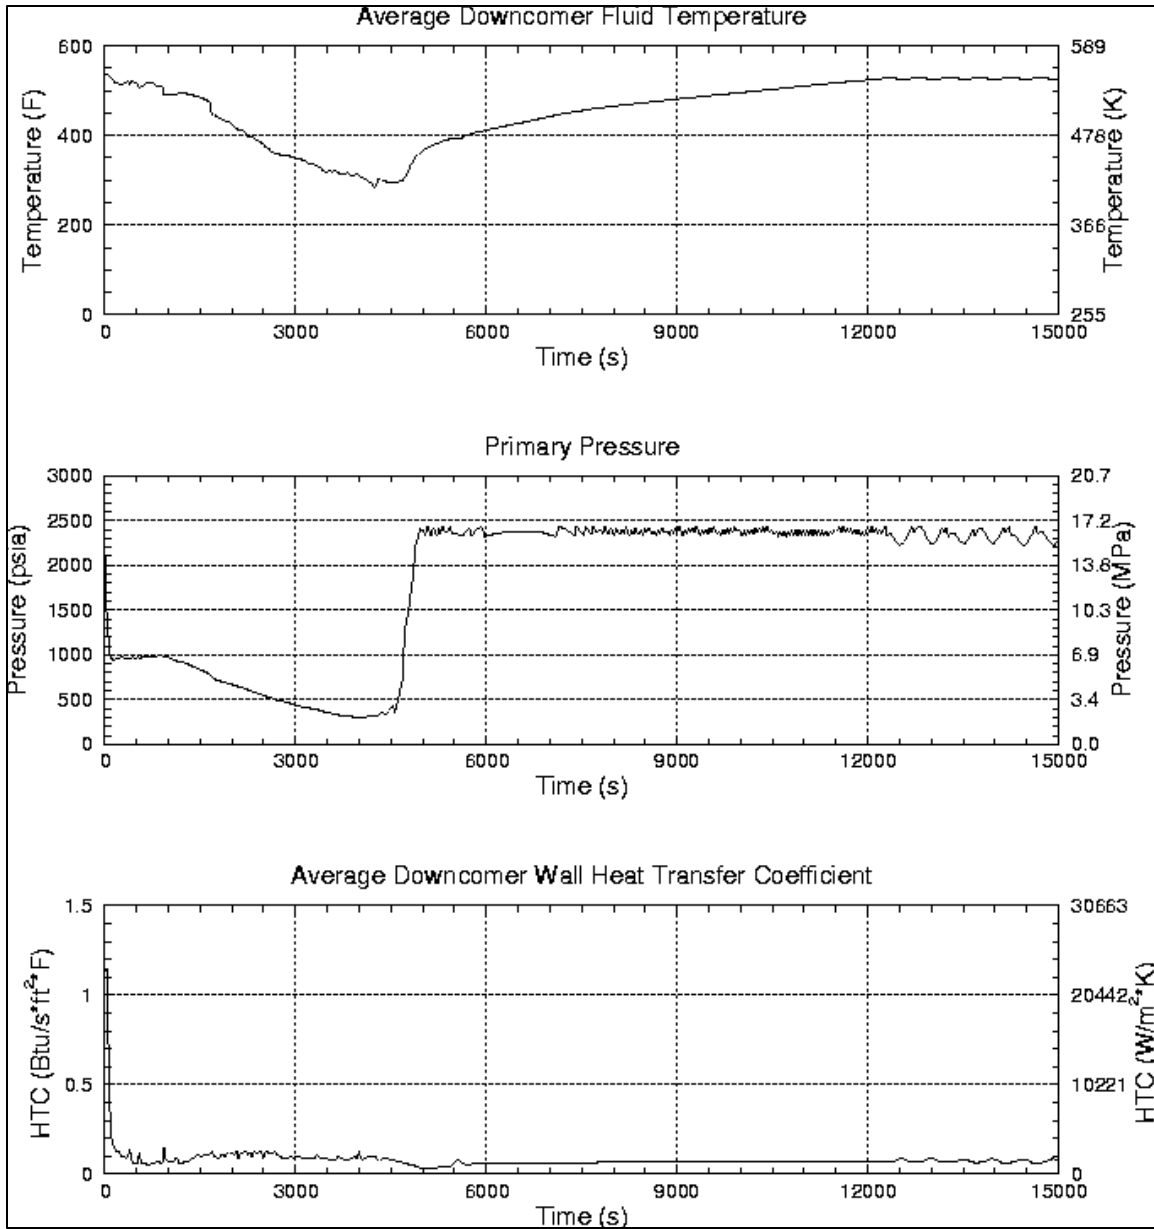 Average Downcomer Fluid Temperature
600
400
200
0
Temperature (F)
589
478
366
255
Temperature (K)
0 3000 6000 9000 12000 15000
Time (s)
Primary Pressure
3000
2500
2000
1500
1000
500
0
Pressure (psia)
20.7
17.2
13.8
10.3
6.9
3.4
0.0
Pressure (MPa)
0 3000 6000 9000 12000 15000
Time (s)
Average Downcomer Wall Heat Transfer Coefficient
1.5
1
0.5
0
HTC (Btu/s*ft²*F)
30663
20442
10221
0
HTC (W/m²*K)
0 3000 6000 9000 12000 15000
Time (s)